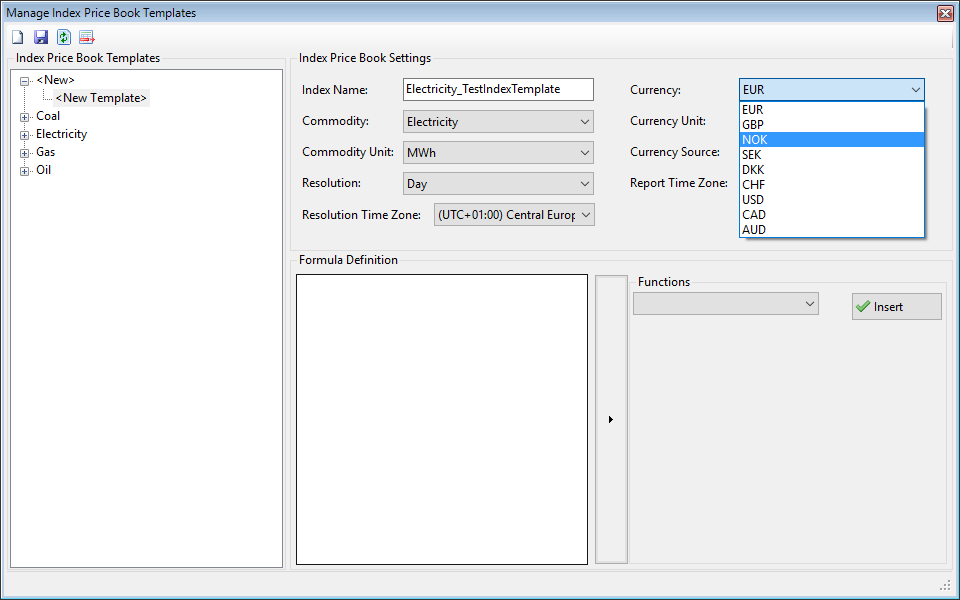 Manage Index Price Book Templates
Index Price Book Templates
<New>
<New Template>
Coal
Electricity
Gas
Oil
Index Price Book Settings
Index Name: Electricity_TestIndexTemplate
Commodity: Electricity
Commodity Unit: MWh
Resolution: Day
Resolution Time Zone: (UTC+01:00) Central Europ
Currency: EUR
Currency Unit:
Currency Source:
Report Time Zone:
EUR
GBP
NOK
SEK
DKK
CHF
USD
CAD
AUD
Formula Definition
Functions
Insert